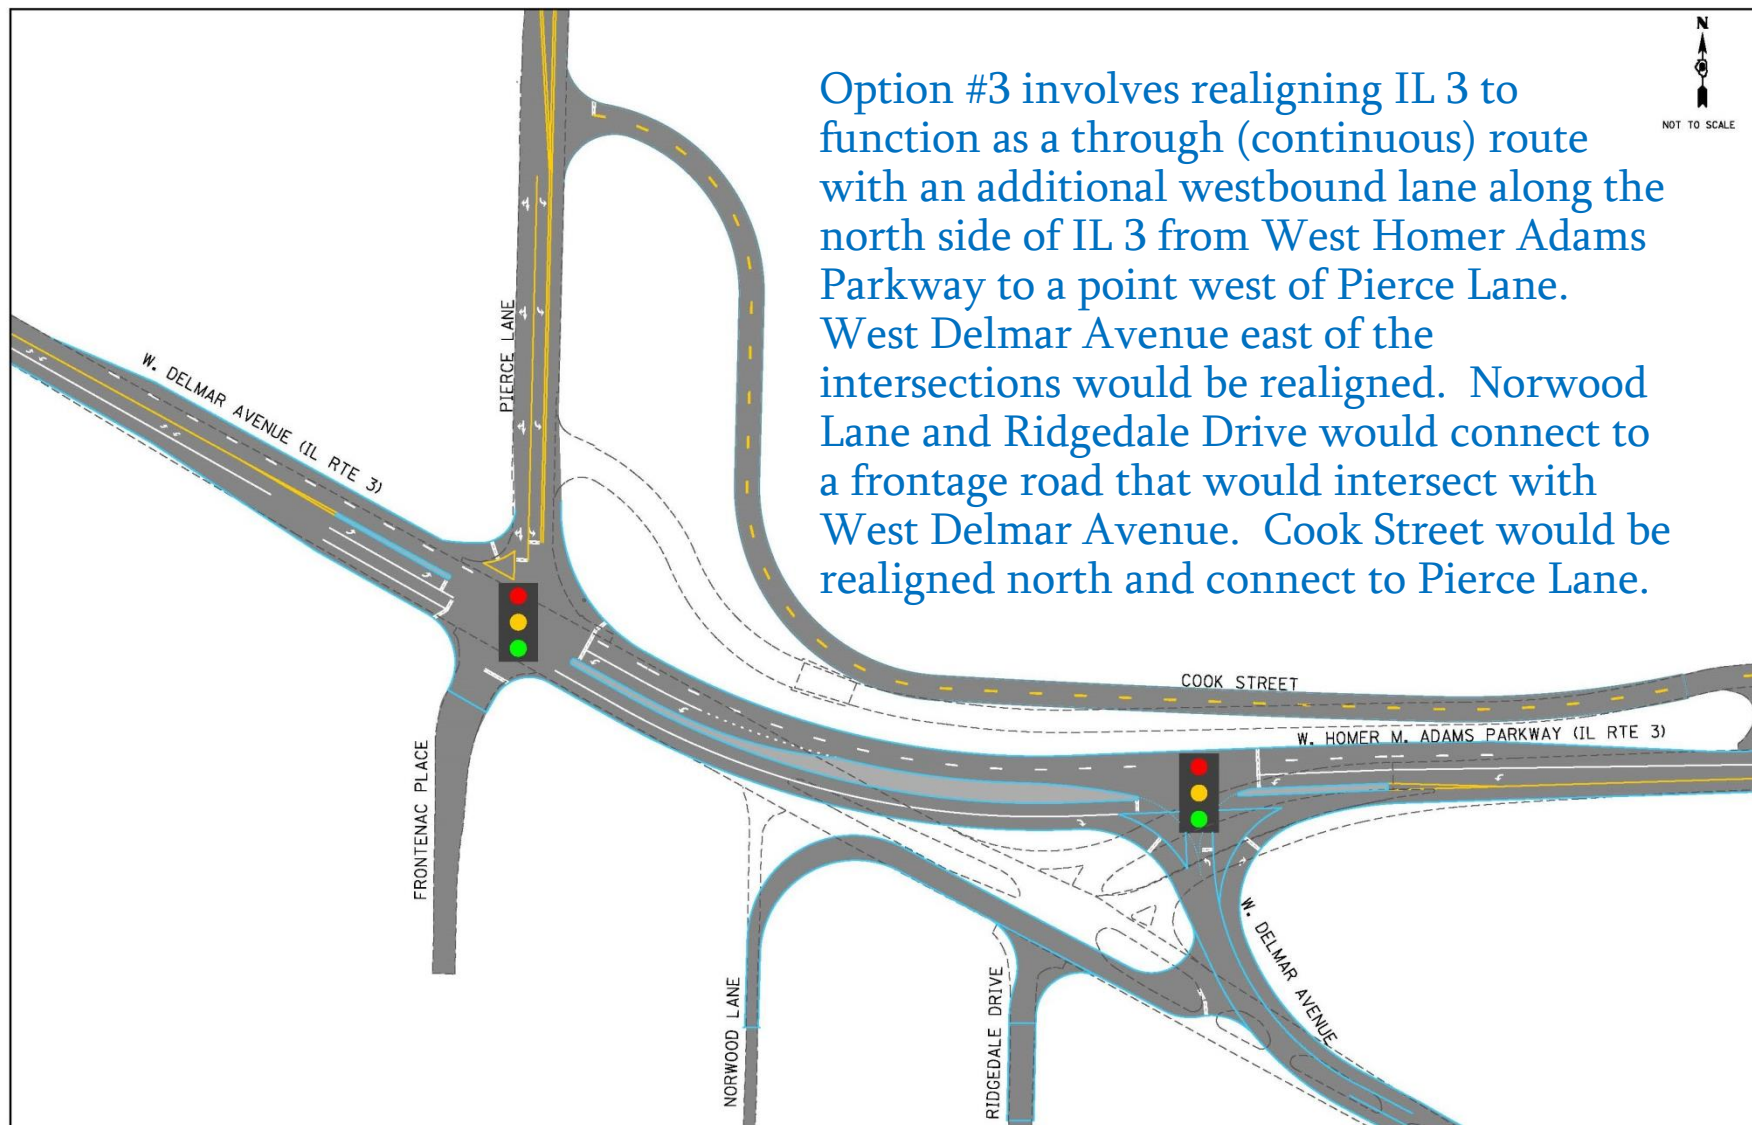 N
NOT TO SCALE
Option #3 involves realigning IL 3 to
function as a through (continuous) route
with an additional westbound lane along the
north side of IL 3 from West Homer Adams
Parkway to a point west of Pierce Lane.
West Delmar Avenue east of the
intersections would be realigned.  Norwood
Lane and Ridgedale Drive would connect to
a frontage road that would intersect with
West Delmar Avenue.  Cook Street would be
realigned north and connect to Pierce Lane.
PIERCE LANE
W. DELMAR AVENUE (IL RTE 3)
COOK STREET
W. HOMER M. ADAMS PARKWAY (IL RTE 3)
FRONTENAC PLACE
W. DELMAR AVENUE
NORWOOD LANE
RIDGEDALE DRIVE